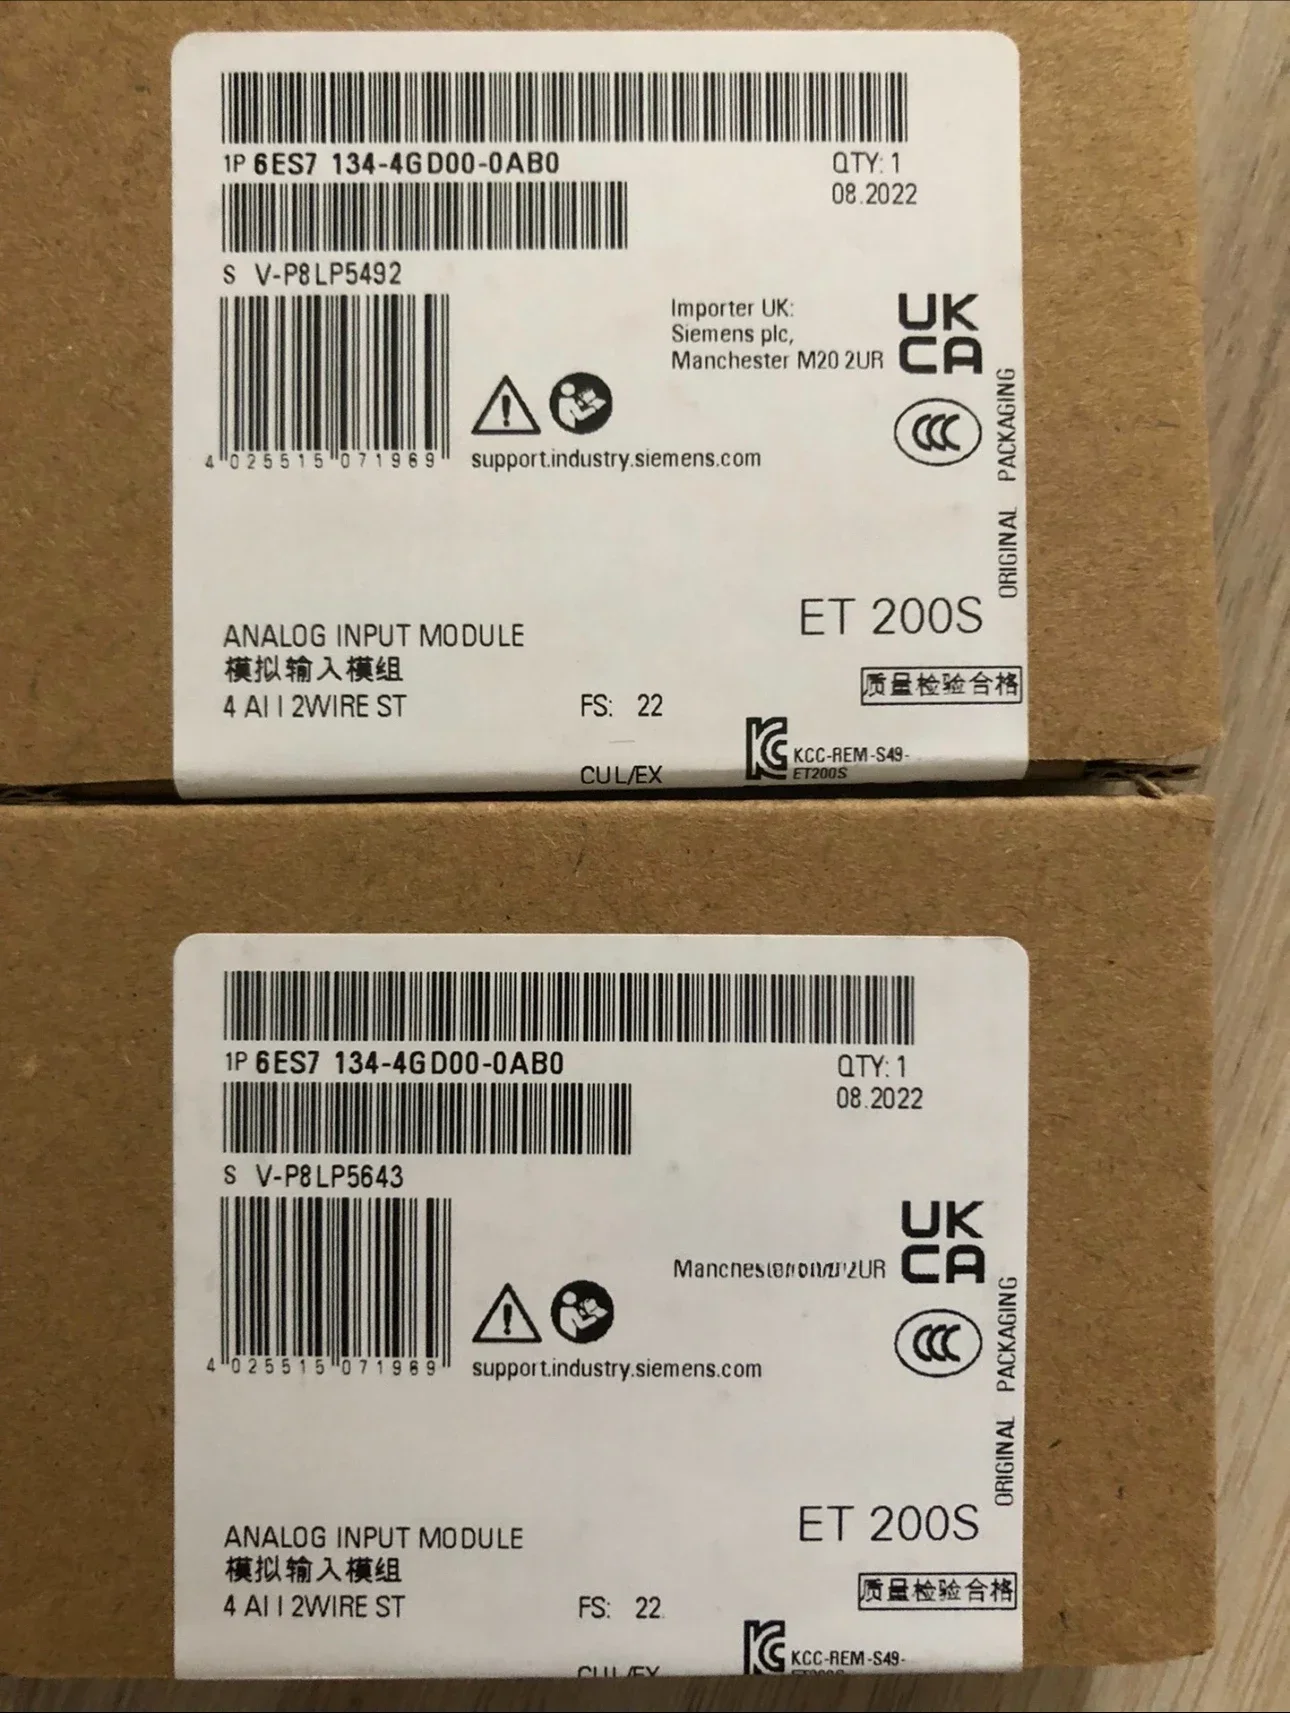 1P 6ES7 134-4GD00-0AB0
QTY: 1
08.2022
S V-P8LP5492
Importer UK:
Siemens plc,
Manchester M20 2UR
UK
CA
CCC
4 025515 071969
support.industry.siemens.com
ORIGINAL PACKAGING
ET 200S
ANALOG INPUT MODULE
模拟输入模组
质量检验合格
4 AI I 2WIRE ST
FS: 22
KCC-REM-S49-
ET200S
CUL/EX
1P 6ES7 134-4GD00-0AB0
QTY: 1
08.2022
S V-P8LP5643
2UR
UK
CA
CCC
4 025515 071969
support.industry.siemens.com
ORIGINAL PACKAGING
ET 200S
ANALOG INPUT MODULE
模拟输入模组
质量检验合格
4 AI I 2WIRE ST
FS: 22
KCC-REM-S49-